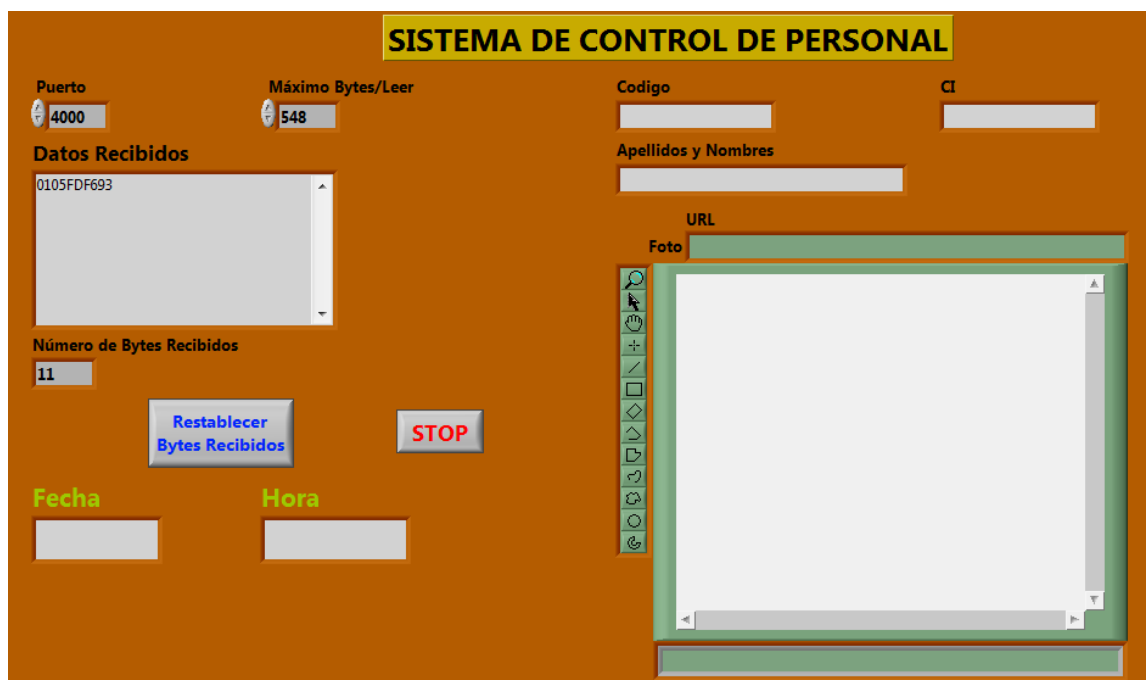 SISTEMA DE CONTROL DE PERSONAL
Puerto
4000
Máximo Bytes/Leer
548
Datos Recibidos
0105FDF693
Número de Bytes Recibidos
11
Restablecer
Bytes Recibidos
STOP
Fecha
Hora
Codigo
CI
Apellidos y Nombres
URL
Foto